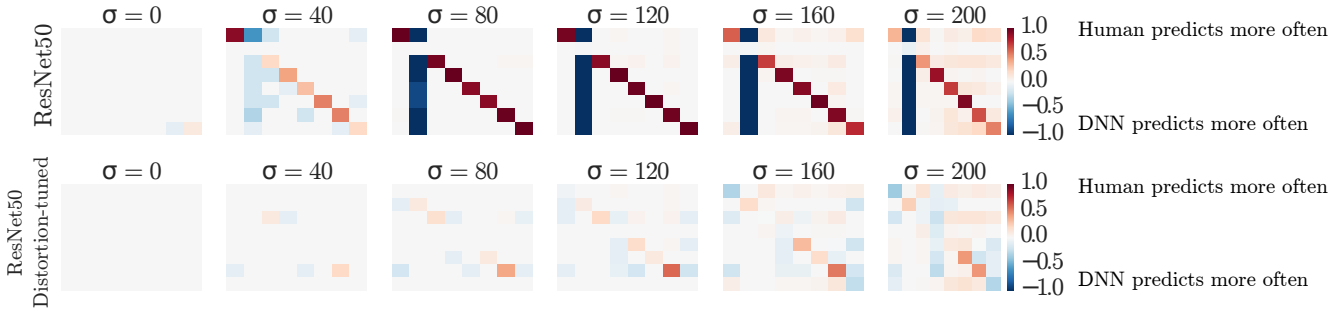 σ = 0 σ = 40 σ = 80 σ = 120 σ = 160 σ = 200
ResNet50
1.0
0.5
0.0
−0.5
−1.0
Human predicts more often
DNN predicts more often
σ = 0 σ = 40 σ = 80 σ = 120 σ = 160 σ = 200
ResNet50
Distortion-tuned
1.0
0.5
0.0
−0.5
−1.0
Human predicts more often
DNN predicts more often